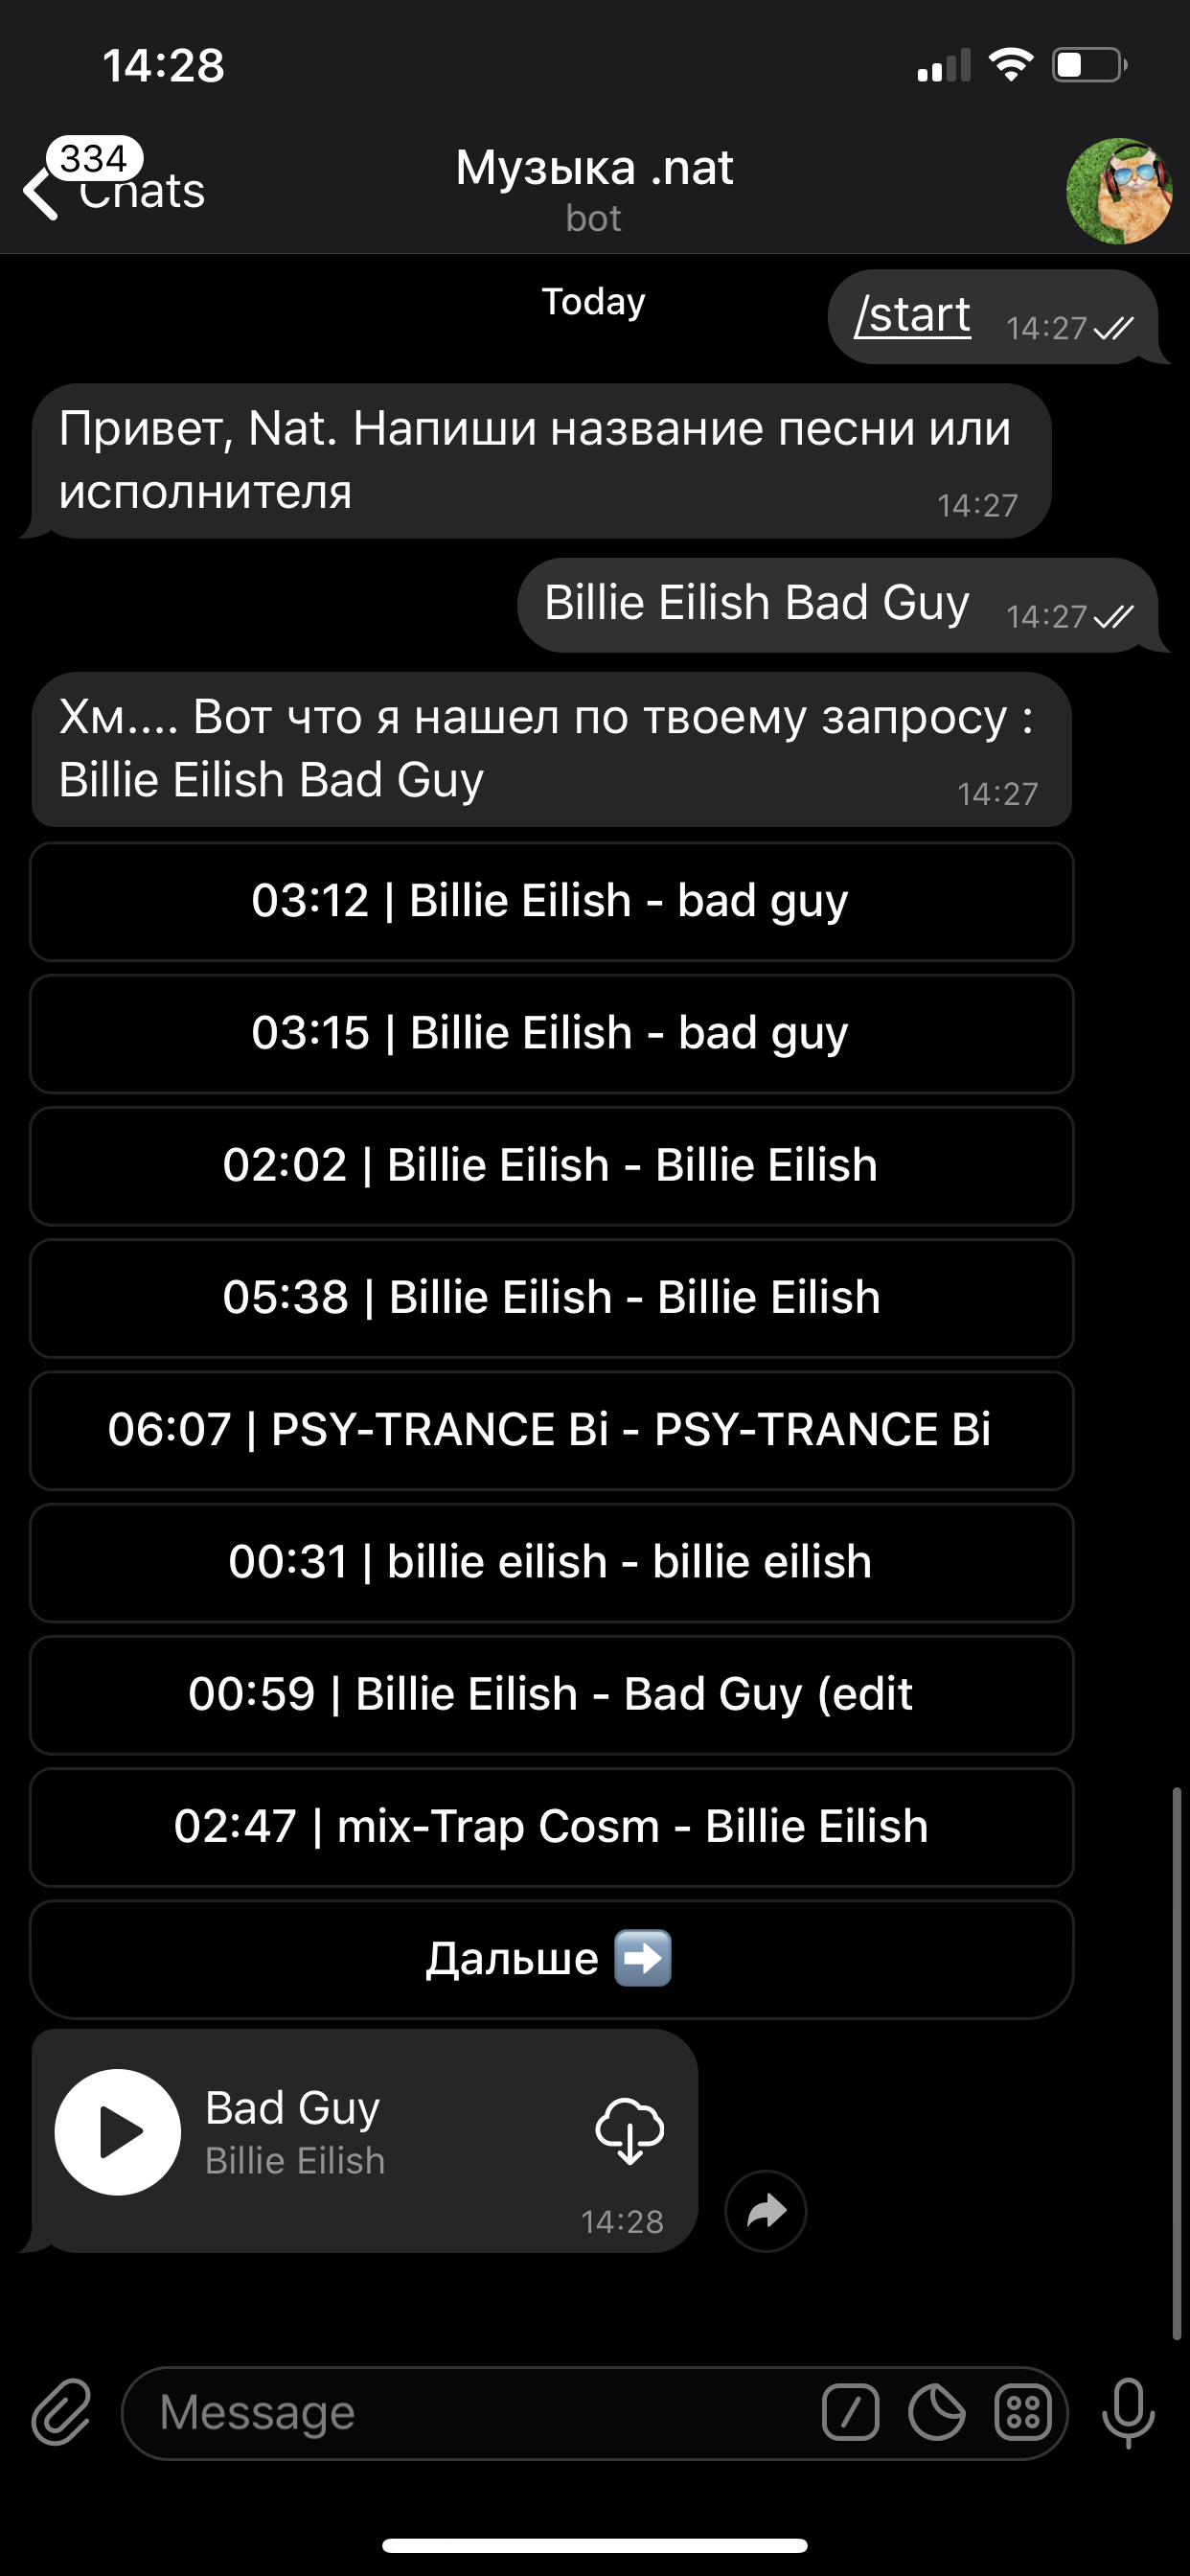 14:28
334
Chats
Музыка .nat
bot
Today
/start 14:27
Привет, Nat. Напиши название песни или
исполнителя
14:27
Billie Eilish Bad Guy 14:27
Хм.... Вот что я нашел по твоему запросу :
Billie Eilish Bad Guy
14:27
03:12 | Billie Eilish - bad guy
03:15 | Billie Eilish - bad guy
02:02 | Billie Eilish - Billie Eilish
05:38 | Billie Eilish - Billie Eilish
06:07 | PSY-TRANCE Bi - PSY-TRANCE Bi
00:31 | billie eilish - billie eilish
00:59 | Billie Eilish - Bad Guy (edit
02:47 | mix-Trap Cosm - Billie Eilish
Дальше ➡️
Bad Guy
Billie Eilish
14:28
Message